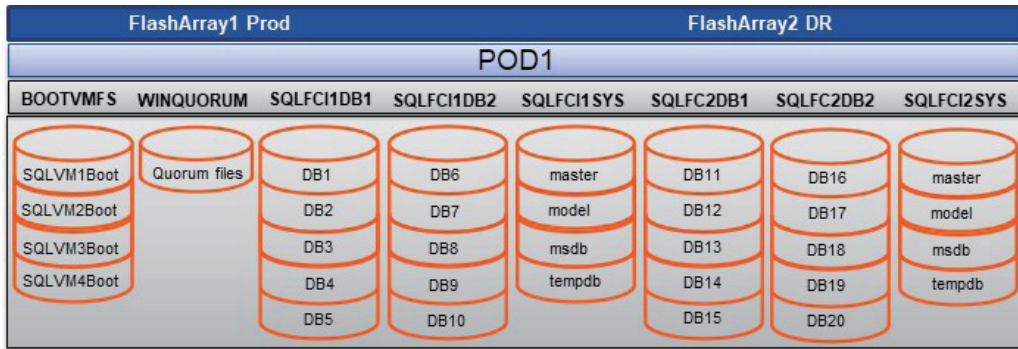 FlashArray1 Prod FlashArray2 DR
POD1
BOOTVMFS WINQUORUM SQLFCI1DB1 SQLFCI1DB2 SQLFCI1SYS SQLFC2DB1 SQLFC2DB2 SQLFCI2SYS
SQLVM1Boot Quorum files DB1 DB6 master DB11 DB16 master
SQLVM2Boot DB2 DB7 model DB12 DB17 model
SQLVM3Boot DB3 DB8 msdb DB13 DB18 msdb
SQLVM4Boot DB4 DB9 tempdb DB14 DB19 tempdb
DB5 DB10 DB15 DB20